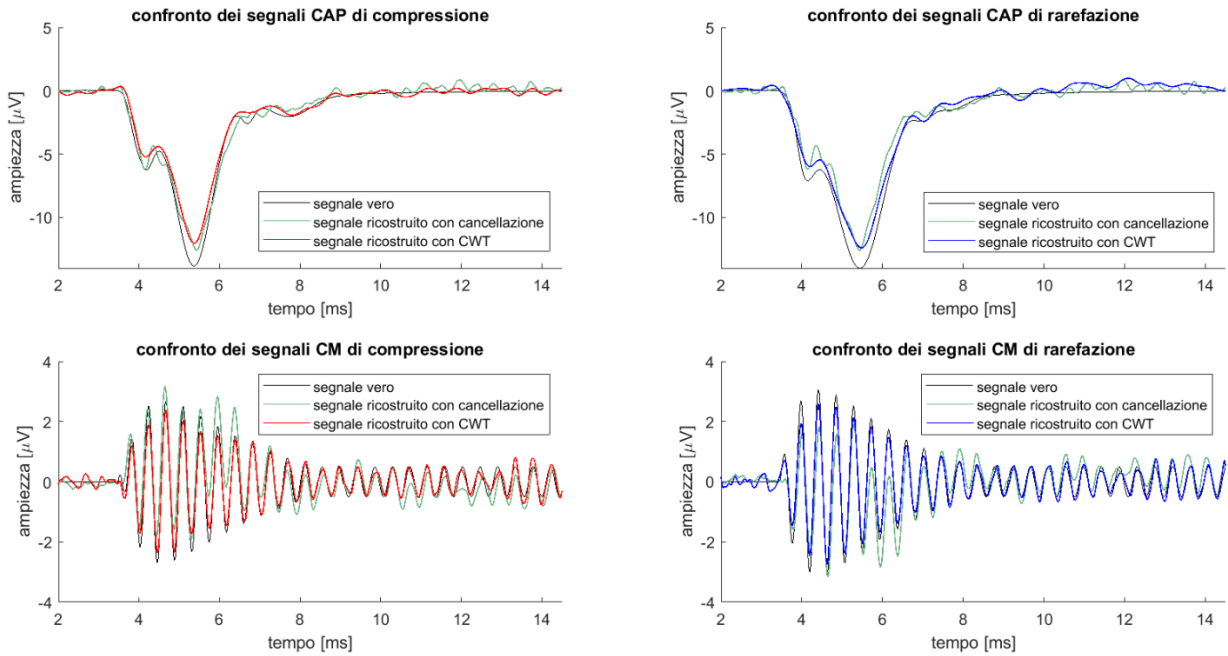 confronto dei segnali CAP di compressione
5
0
-5
-10
ampiezza [μV]
segnale vero
segnale ricostruito con cancellazione
segnale ricostruito con CWT
2 4 6 8 10 12 14
tempo [ms]
confronto dei segnali CAP di rarefazione
5
0
-5
-10
ampiezza [μV]
segnale vero
segnale ricostruito con cancellazione
segnale ricostruito con CWT
2 4 6 8 10 12 14
tempo [ms]
confronto dei segnali CM di compressione
4
2
0
-2
-4
ampiezza [μV]
segnale vero
segnale ricostruito con cancellazione
segnale ricostruito con CWT
2 4 6 8 10 12 14
tempo [ms]
confronto dei segnali CM di rarefazione
4
2
0
-2
-4
ampiezza [μV]
segnale vero
segnale ricostruito con cancellazione
segnale ricostruito con CWT
2 4 6 8 10 12 14
tempo [ms]